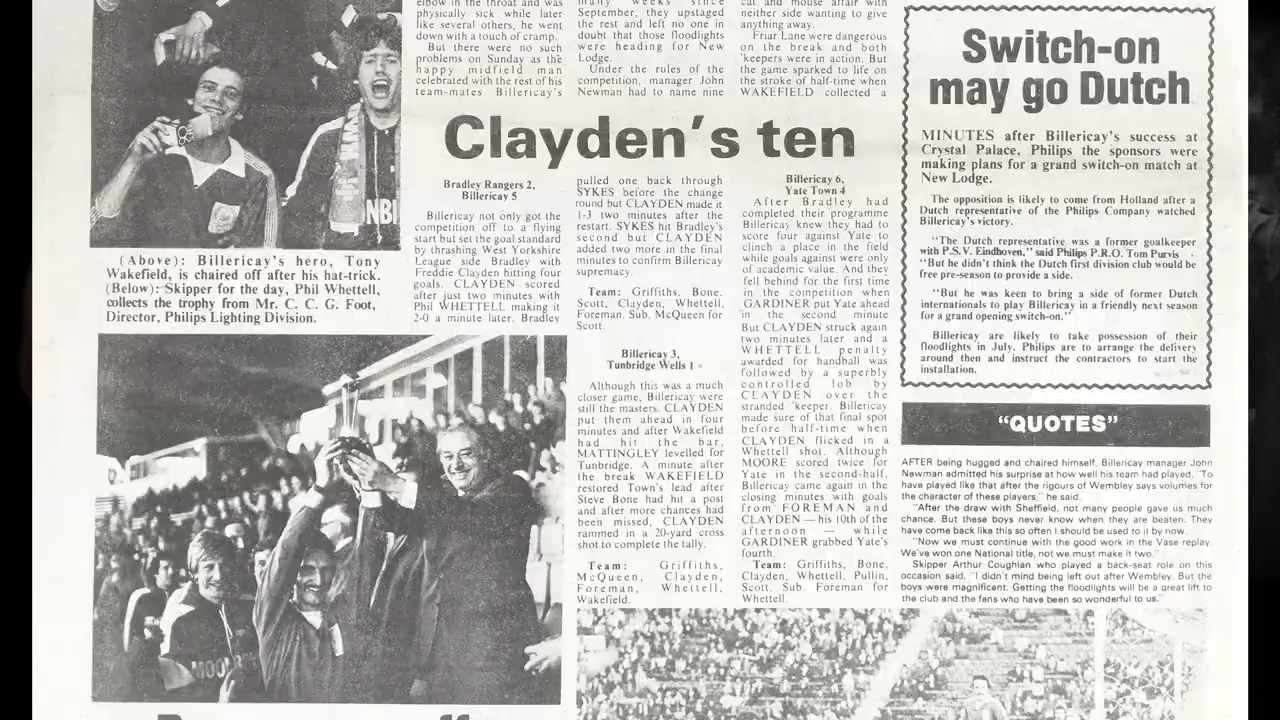 elbow in the throat and was
physically sick while later
like several others, he went
down with a touch of cramp.
But there were no such
problems on Sunday as the
happy midfield man
celebrated with the rest of his
team-mates Billericay's
many weeks since
September, they upstaged
the rest and left no one in
doubt that those floodlights
were heading for New
Lodge.
Under the rules of the
competition, manager John
Newman had to name nine
cat and mouse affair with
neither side wanting to give
anything away.
Friar Lane were dangerous
on the break and both
'keepers were in action. But
the game sparked to life on
the stroke of half-time when
WAKEFIELD collected a
(Above): Billericay's hero, Tony
Wakefield, is chaired off after his hat-trick.
(Below): Skipper for the day, Phil Whettell,
collects the trophy from Mr. C. C. G. Foot,
Director, Philips Lighting Division.
Clayden's ten
Bradley Rangers 2,
Billericay 5
Billericay not only got the
competition off to a flying
start but set the goal standard
by thrashing West Yorkshire
League side Bradley with
Freddie Clayden hitting four
goals. CLAYDEN scored
after just two minutes with
Phil WHETTELL making it
2-0 a minute later. Bradley
pulled one back through
SYKES before the change
round but CLAYDEN made it
1-3 two minutes after the
restart. SYKES hit Bradley's
second but CLAYDEN
added two more in the final
minutes to confirm Billericay
supremacy.
Team: Griffiths, Bone,
Scott, Clayden, Whettell,
Foreman. Sub. McQueen for
Scott.
Billericay 3,
Tunbridge Wells 1
Although this was a much
closer game, Billericay were
still the masters. CLAYDEN
put them ahead in four
minutes and after Wakefield
had hit the bar,
MATTINGLEY levelled for
Tunbridge. A minute after
the break WAKEFIELD
restored Town's lead after
Steve Bone had hit a post
and after more chances had
been missed, CLAYDEN
rammed in a 20-yard cross
shot to complete the tally.
Team: Griffiths,
McQueen, Clayden,
Foreman, Whettell,
Wakefield.
Billericay 6,
Yate Town 4
After Bradley had
completed their programme
Billericay knew they had to
score four against Yate to
clinch a place in the field
while goals against were only
of academic value. And they
fell behind for the first time
in the competition when
GARDINER put Yate ahead
in the second minute
But CLAYDEN struck again
two minutes later and a
WHETTELL penalty
awarded for handball was
followed by a superbly
controlled lob by
CLAYDEN over the
stranded 'keeper. Billericay
made sure of that final spot
before half-time when
CLAYDEN flicked in a
Whettell shot. Although
MOORE scored twice for
Yate in the second-half,
Billericay came again in the
closing minutes with goals
from FOREMAN and
CLAYDEN — his 10th of the
afternoon — while
GARDINER grabbed Yate's
fourth.
Team: Griffiths, Bone,
Clayden, Whettell, Pullin,
Scott. Sub. Foreman for
Whettell.
Switch-on
may go Dutch
MINUTES after Billericay's success at
Crystal Palace, Philips the sponsors were
making plans for a grand switch-on match at
New Lodge.
The opposition is likely to come from Holland after a
Dutch representative of the Philips Company watched
Billericay's victory.
"The Dutch representative was a former goalkeeper
with P.S.V. Eindhoven," said Philips P.R.O. Tom Purvis
"But he didn't think the Dutch first division club would be
free pre-season to provide a side.
"But he was keen to bring a side of former Dutch
internationals to play Billericay in a friendly next season
for a grand opening switch-on."
Billericay are likely to take possession of their
floodlights in July. Philips are to arrange the delivery
around then and instruct the contractors to start the
installation.
"QUOTES"
AFTER being hugged and chaired himself, Billericay manager John
Newman admitted his surprise at how well his team had played. "To
have played like that after the rigours of Wembley says volumes for
the character of these players," he said.
"After the draw with Sheffield, not many people gave us much
chance. But these boys never know when they are beaten. They
have come back like this so often I should be used to it by now.
"Now we must continue with the good work in the Vase replay.
We've won one National title, not we must make it two."
Skipper Arthur Coughlan who played a back-seat role on this
occasion said, "I didn't mind being left out after Wembley. But the
boys were magnificent. Getting the floodlights will be a great lift to
the club and the fans who have been so wonderful to us."